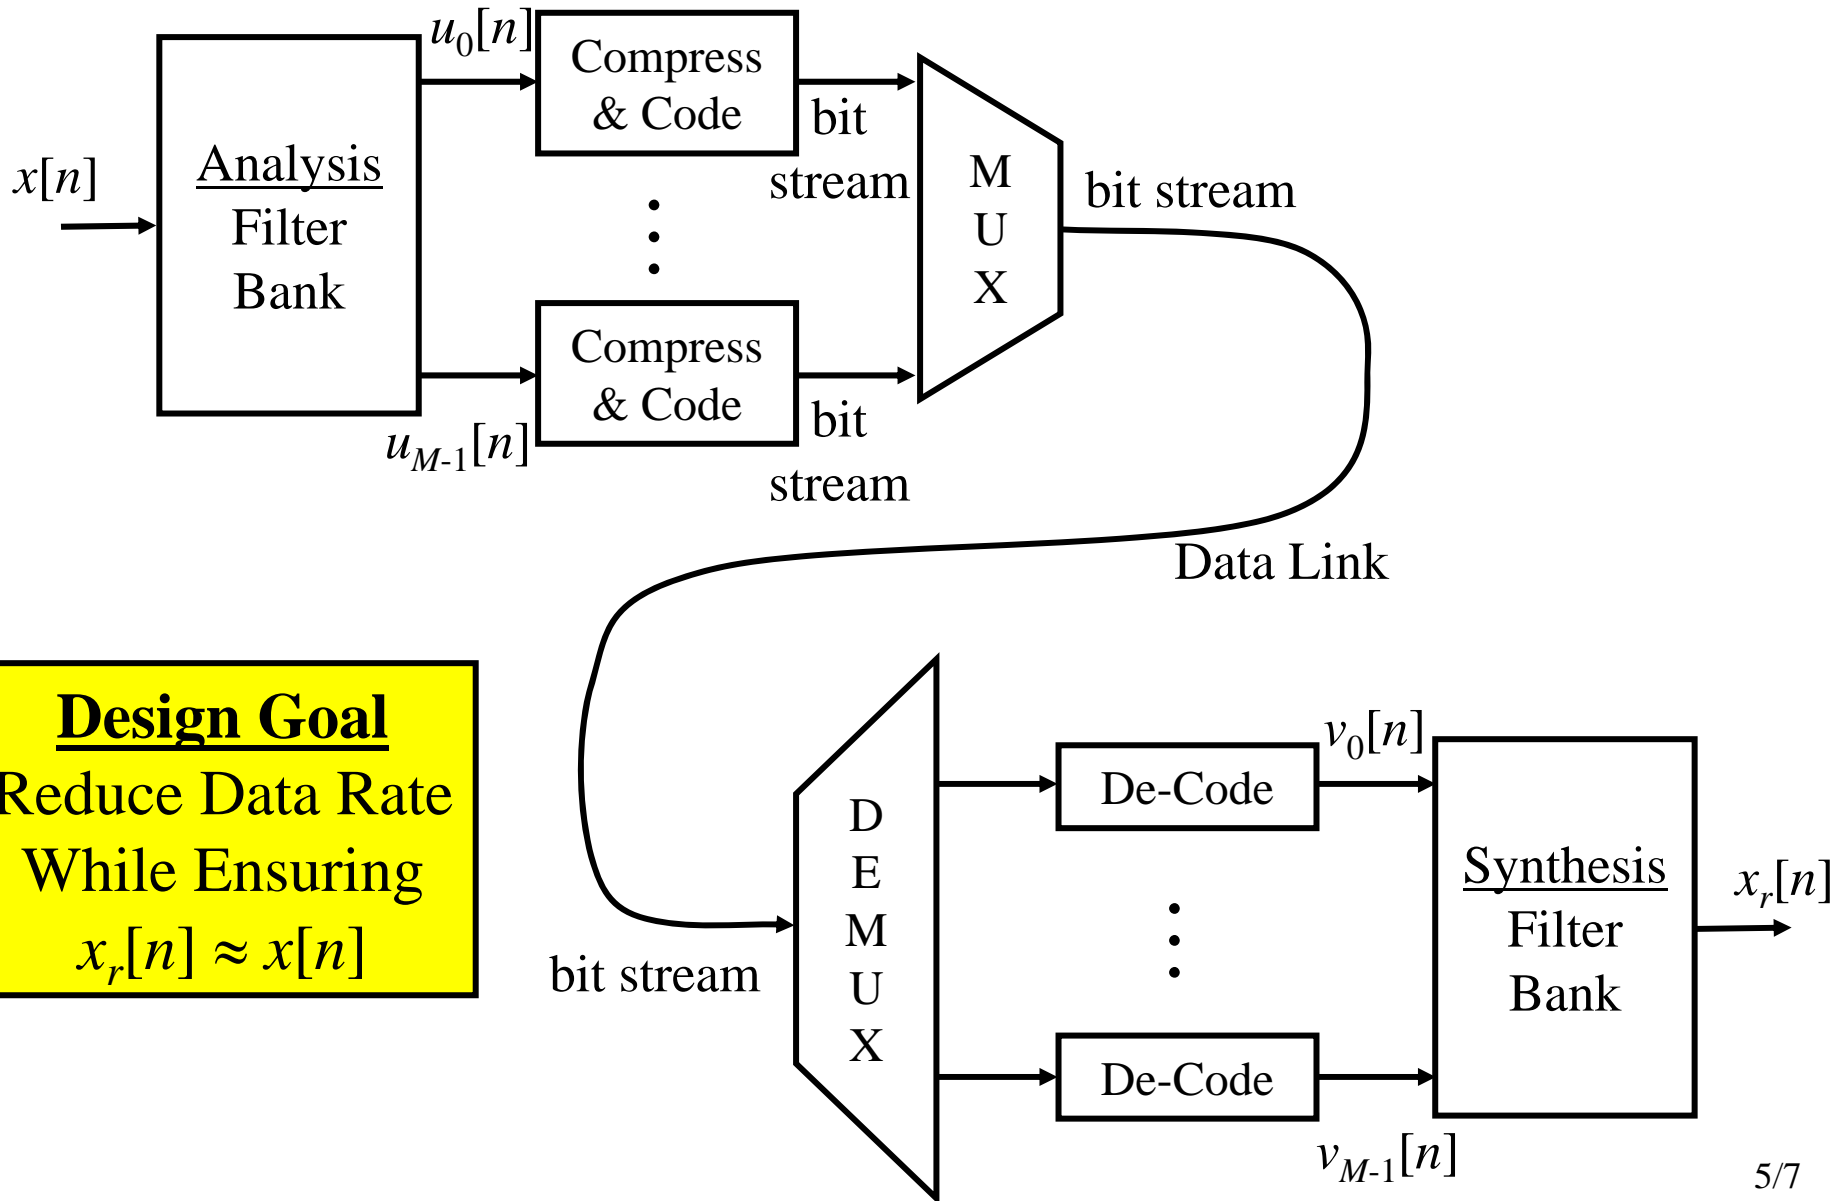 x[n]
Analysis
Filter
Bank
u0[n]
Compress
& Code
bit
stream
uM-1[n]
Compress
& Code
bit
stream
M
U
X
bit stream
Data Link
Design Goal
Reduce Data Rate
While Ensuring
xr[n] ≈ x[n]
bit stream
D
E
M
U
X
De-Code
v0[n]
De-Code
vM-1[n]
Synthesis
Filter
Bank
xr[n]
5/7